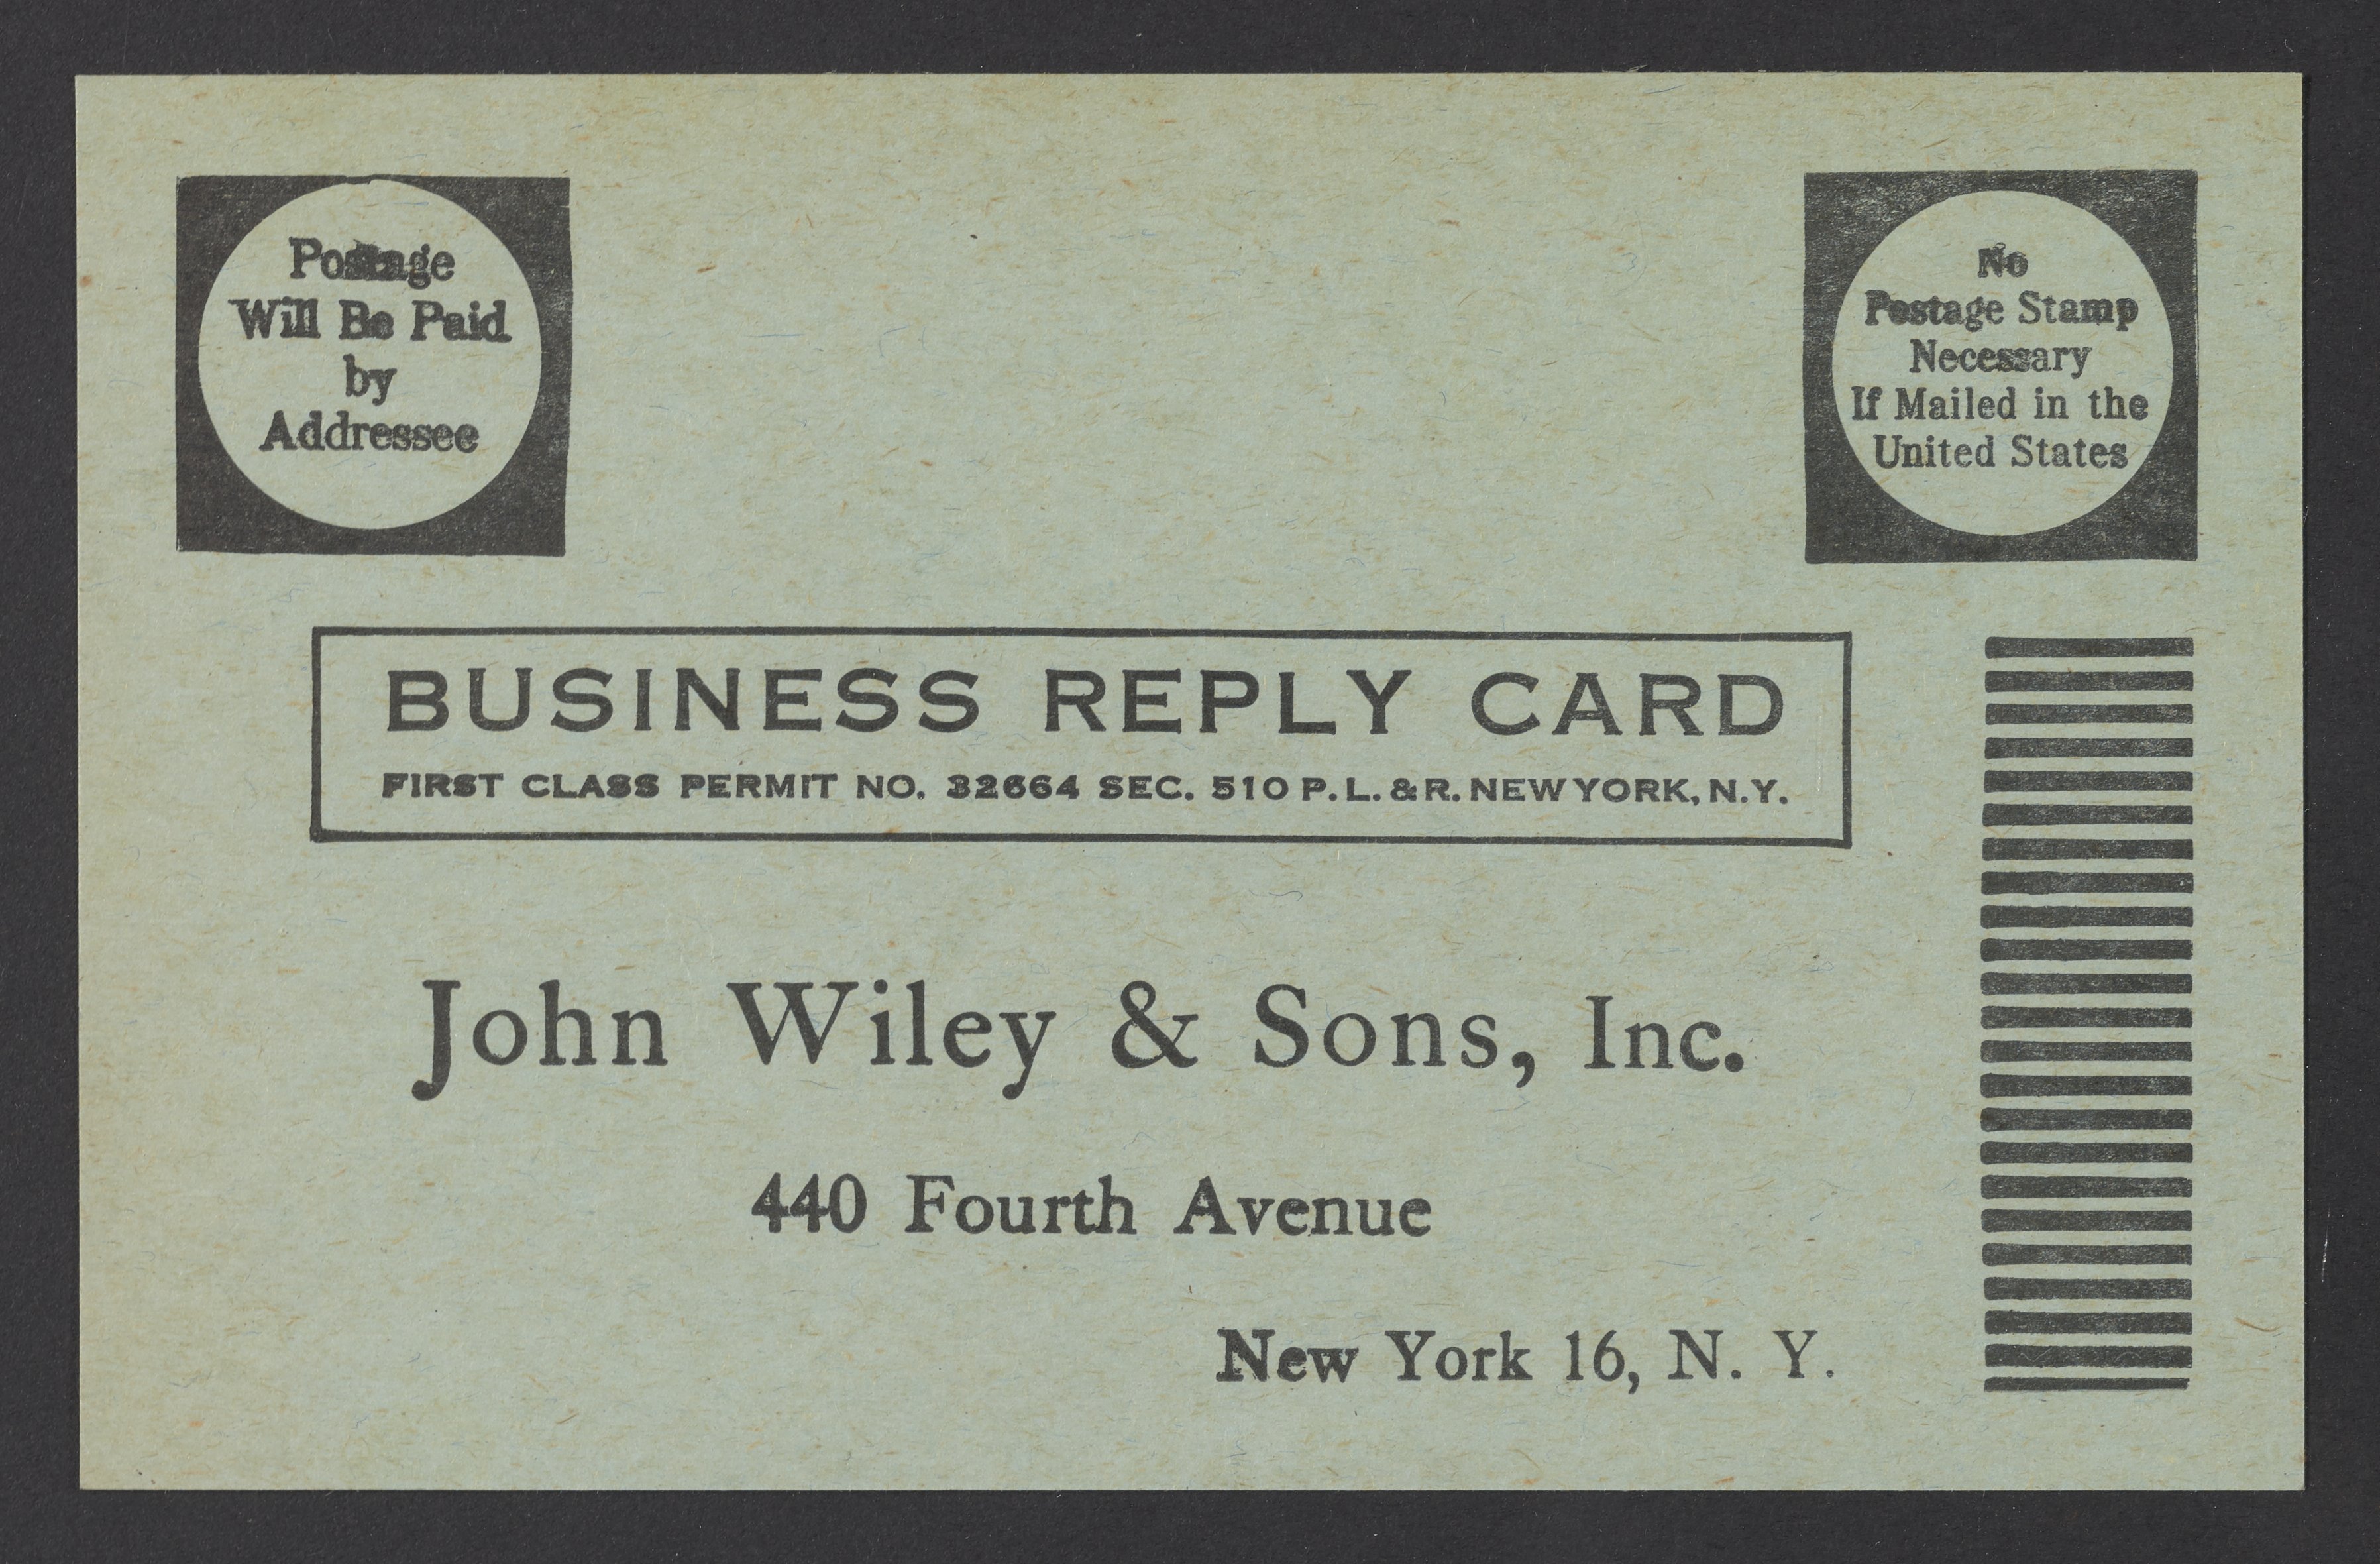 Postage
Will Be Paid
by
Addressee
No
Postage Stamp
Necessary
If Mailed in the
United States
BUSINESS REPLY CARD
FIRST CLASS PERMIT NO. 32664 SEC. 510 P. L. & R. NEW YORK, N. Y.
John Wiley & Sons, Inc.
440 Fourth Avenue
New York 16, N. Y.